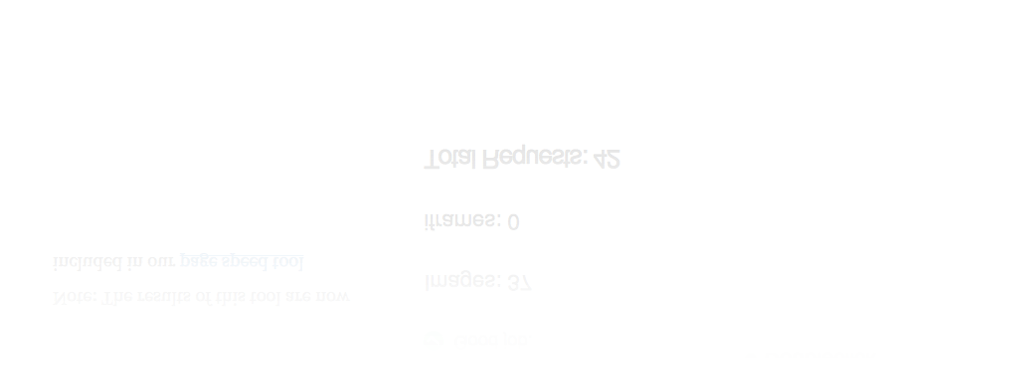 Note: The results of this tool are now
included in our page speed tool
Images: 37
iframes: 0
Total Requests: 42